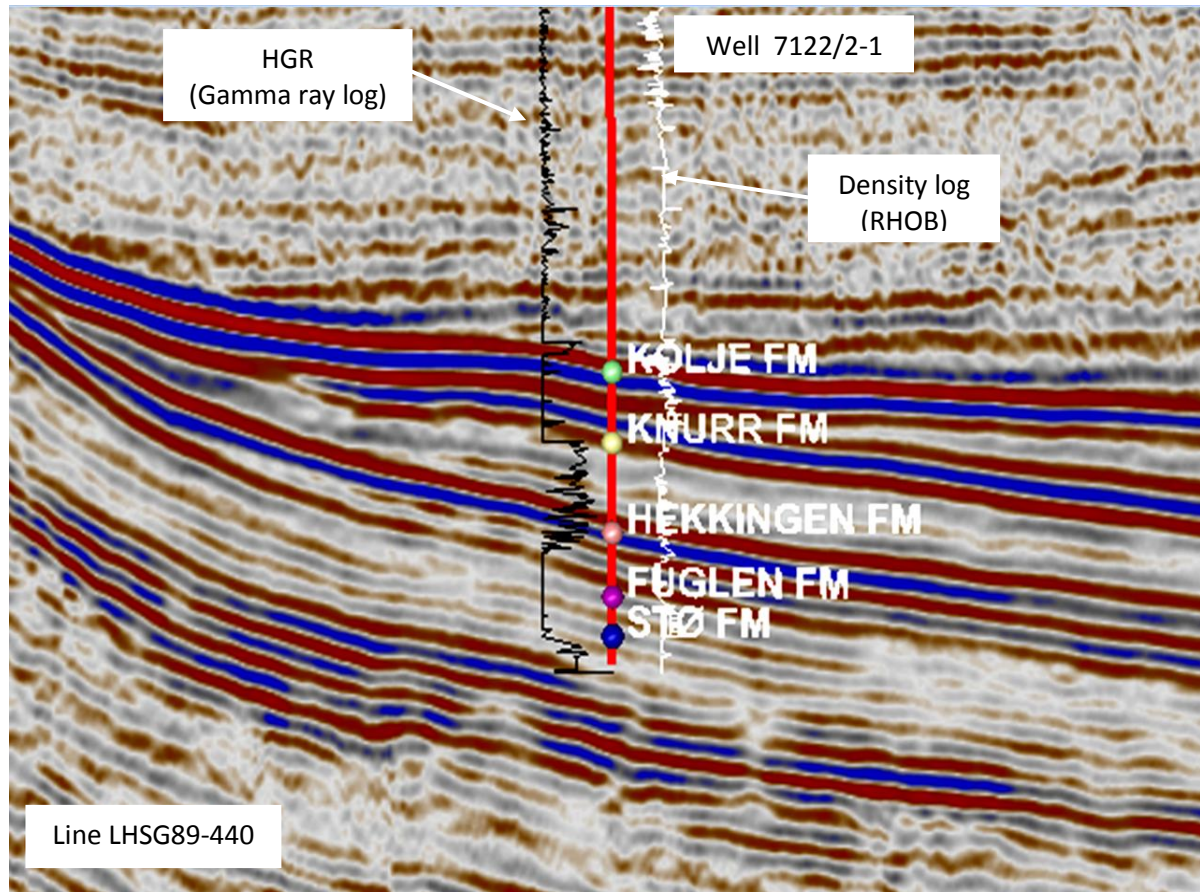 HGR
(Gamma ray log)
Well 7122/2-1
Density log
(RHOB)
KOLJE FM
KNURR FM
HEKKINGEN FM
FUGLEN FM
STØ FM
Line LHSG89-440